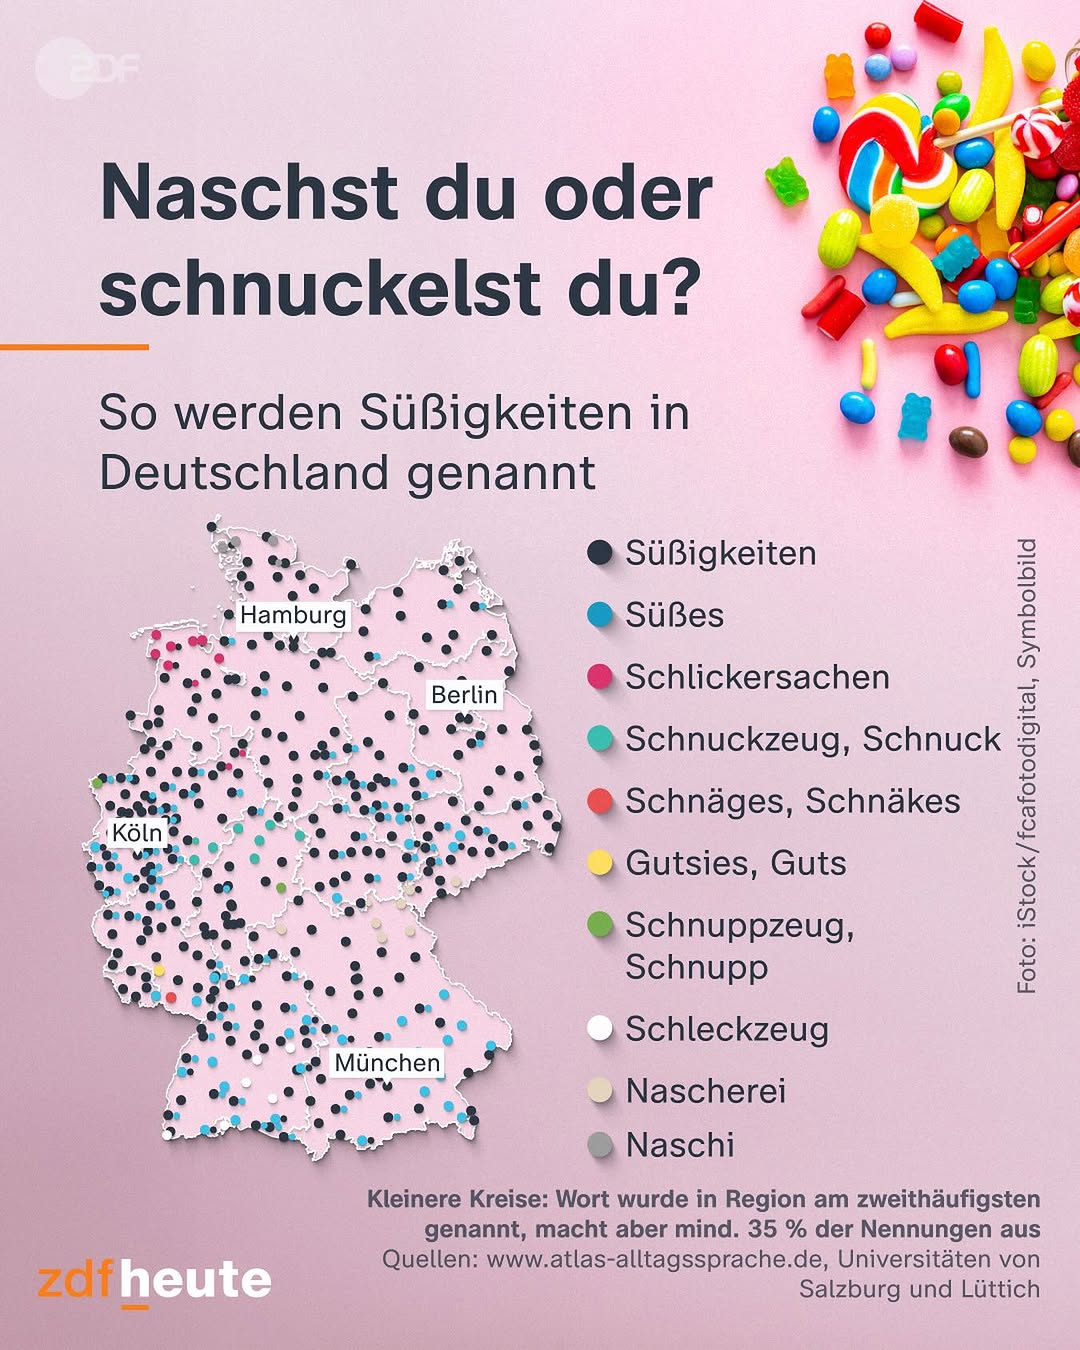 ZDF
Naschst du oder
schnuckelst du?
So werden Süßigkeiten in
Deutschland genannt
Hamburg
Berlin
Köln
München
Süßigkeiten
Süßes
Schlickersachen
Schnuckzeug, Schnuck
Schnäges, Schnäkes
Gutsies, Guts
Schnuppzeug,
Schnupp
Schleckzeug
Nascherei
Naschi
Foto: iStock/fcafotodigital, Symbolbild
Kleinere Kreise: Wort wurde in Region am zweithäufigsten
genannt, macht aber mind. 35 % der Nennungen aus
Quellen: www.atlas-alltagssprache.de, Universitäten von
Salzburg und Lüttich
zdfheute